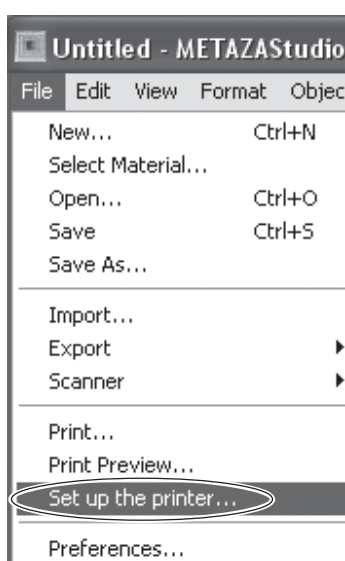 Untitled - METAZAStudio
File Edit View Format Objec
New... Ctrl+N
Select Material...
Open... Ctrl+O
Save Ctrl+S
Save As...
Import...
Export
Scanner
Print...
Print Preview...
Set up the printer...
Preferences...